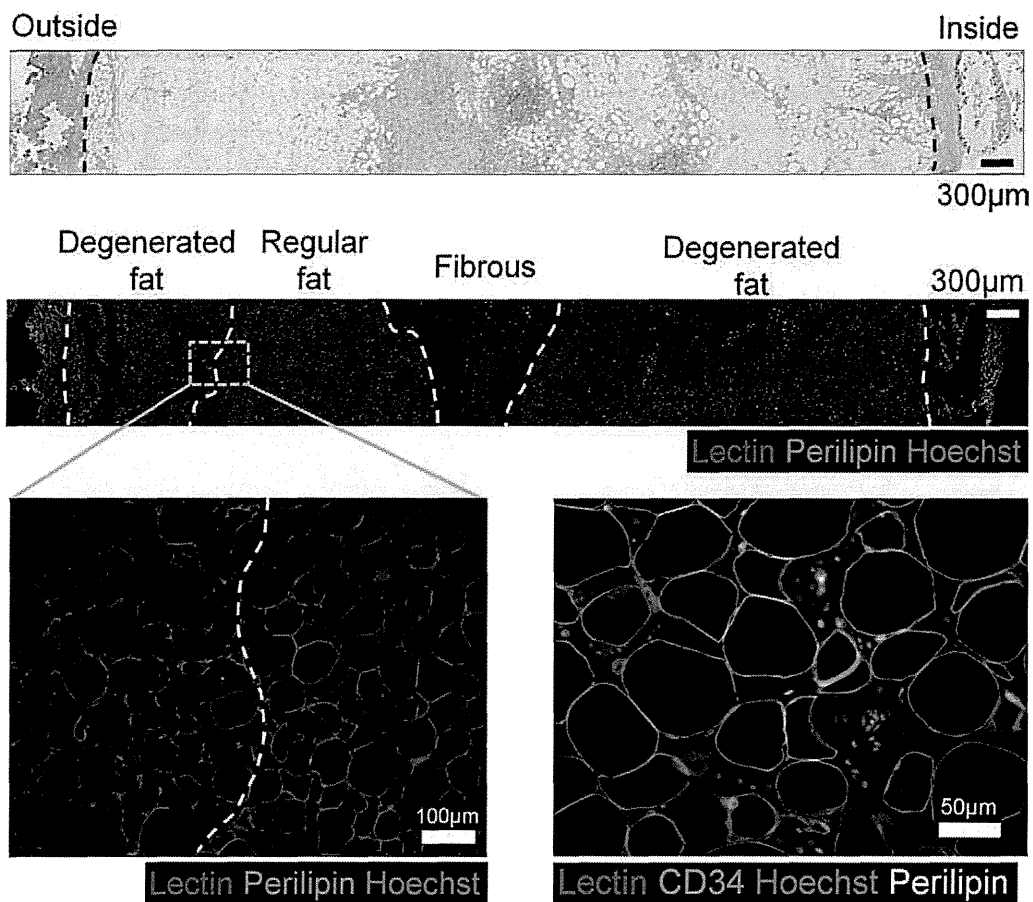 Outside Inside
300µm
Degenerated fat Regular fat Fibrous Degenerated fat 300µm
Lectin Perilipin Hoechst
100µm 50µm
Lectin Perilipin Hoechst Lectin CD34 Hoechst Perilipin